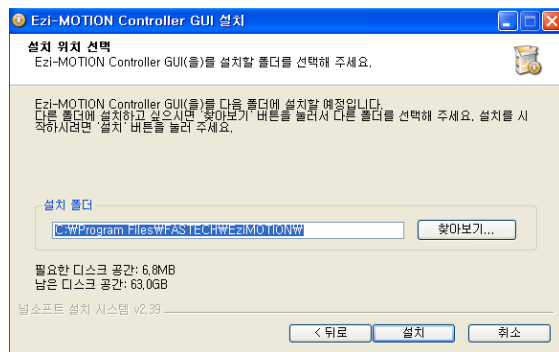 Ezi-MOTION Controller GUI 설치
설치 위치 선택
Ezi-MOTION Controller GUI(을)를 설치할 폴더를 선택해 주세요.
Ezi-MOTION Controller GUI(을)를 다음 폴더에 설치할 예정입니다.
다른 폴더에 설치하고 싶으시면 '찾아보기' 버튼을 눌러서 다른 폴더를 선택해 주세요. 설치를 시
작하시려면 '설치' 버튼을 눌러 주세요.
설치 폴더
C:₩Program Files₩FASTECH₩EziMOTION₩
찾아보기...
필요한 디스크 공간: 6.8MB
남은 디스크 공간: 63.0GB
널소프트 설치 시스템 v2.39
< 뒤로
설치
취소